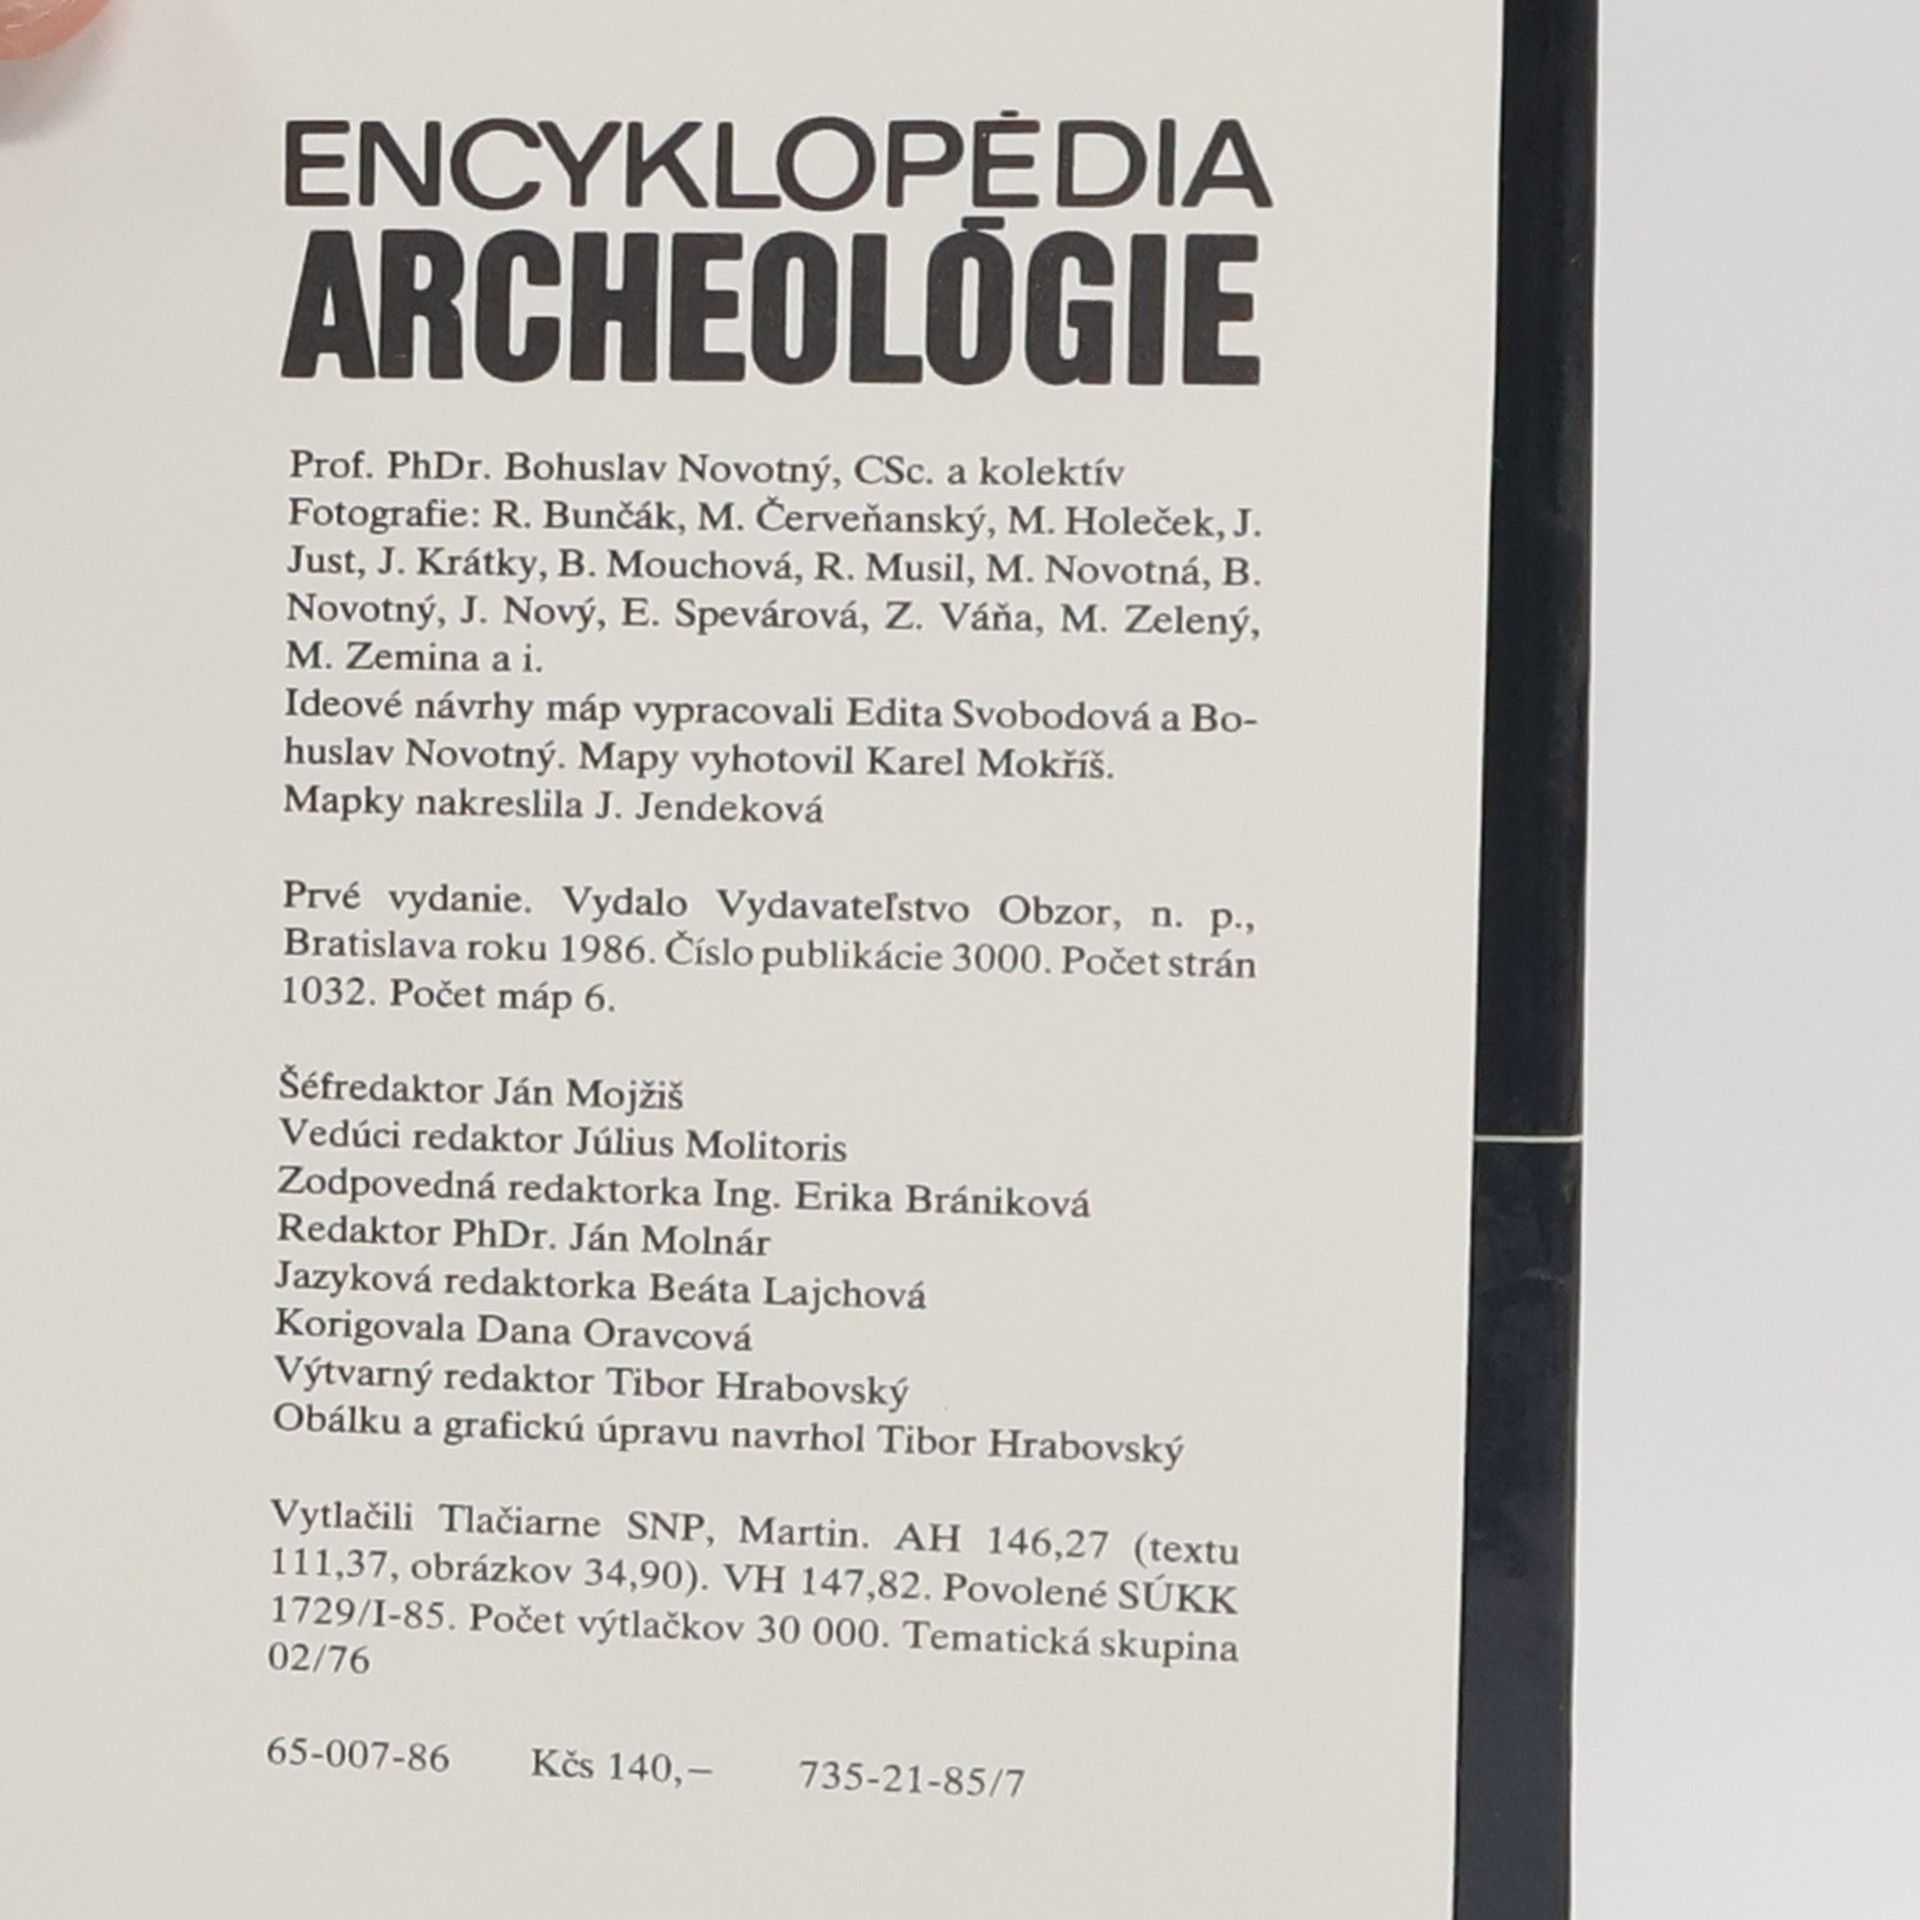 ENCYKLOPÉDIA
ARCHEOLÓGIE
Prof. PhDr. Bohuslav Novotný, CSc. a kolektív
Fotografie: R. Bunčák, M. Červeňanský, M. Holeček, J.
Just, J. Krátky, B. Mouchová, R. Musil, M. Novotná, B.
Novotný, J. Nový, E. Spevárová, Z. Váňa, M. Zelený,
M. Zemina a i.
Ideové návrhy máp vypracovali Edita Svobodová a Bo-
huslav Novotný. Mapy vyhotovil Karel Mokříš.
Mapky nakreslila J. Jendeková
Prvé vydanie. Vydalo Vydavateľstvo Obzor, n. p.,
Bratislava roku 1986. Číslo publikácie 3000. Počet strán
1032. Počet máp 6.
Šéfredaktor Ján Mojžiš
Vedúci redaktor Július Molitoris
Zodpovedná redaktorka Ing. Erika Brániková
Redaktor PhDr. Ján Molnár
Jazyková redaktorka Beáta Lajchová
Korigovala Dana Oravcová
Výtvarný redaktor Tibor Hrabovský
Obálku a grafickú úpravu navrhol Tibor Hrabovský
Vytlačili Tlačiarne SNP, Martin. AH 146,27 (textu
111,37, obrázkov 34,90). VH 147,82. Povolené SÚKK
1729/I-85. Počet výtlačkov 30 000. Tematická skupina
02/76
65-007-86 Kčs 140,— 735-21-85/7